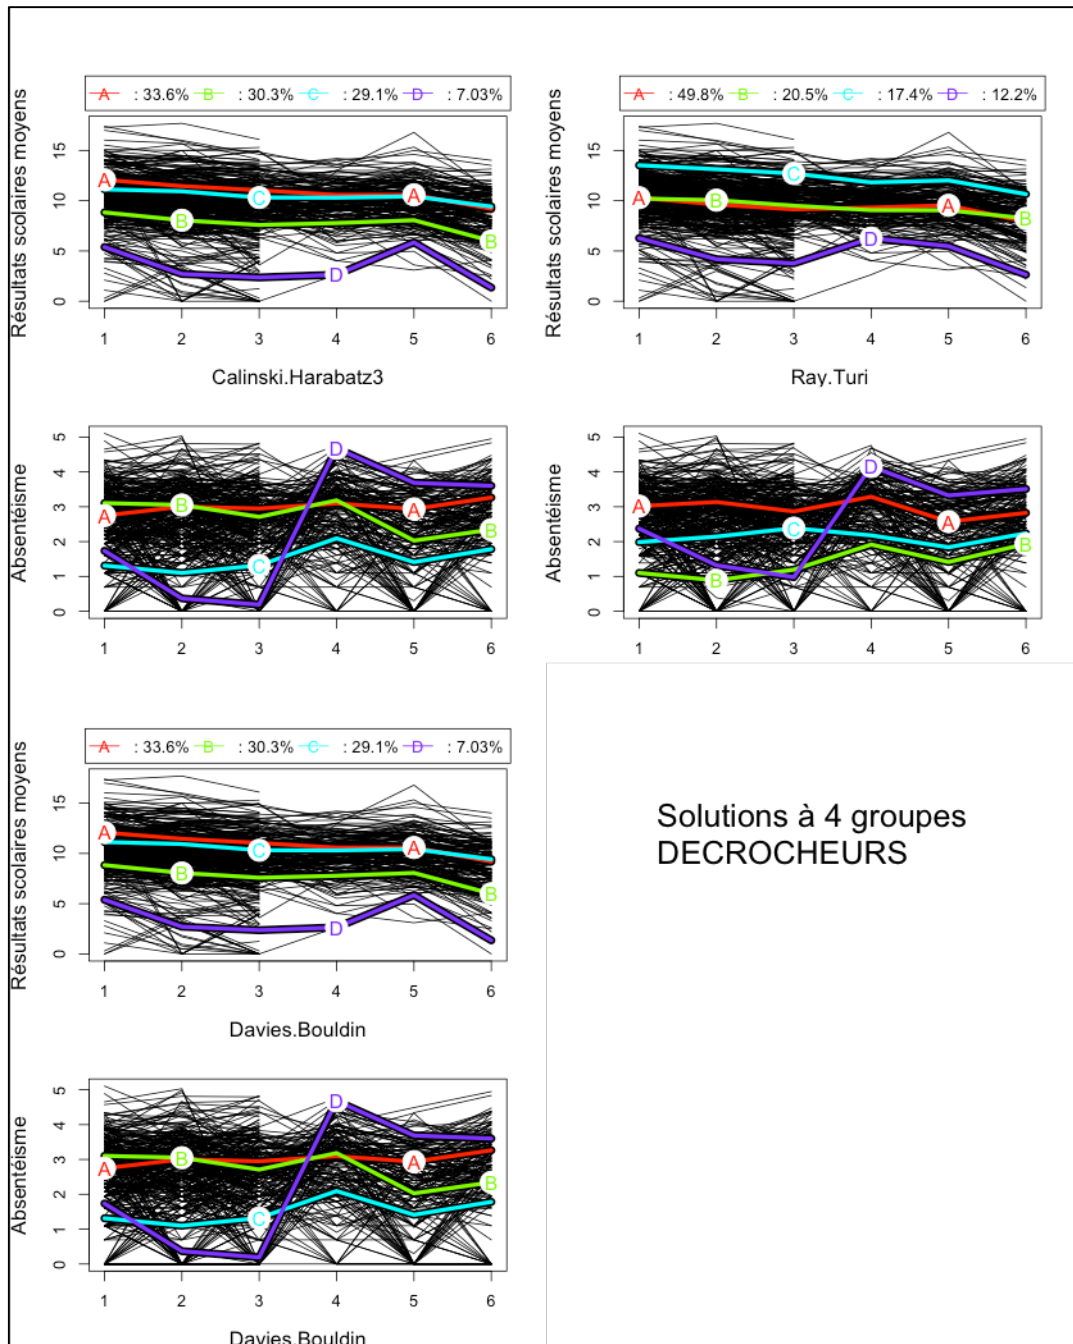 A : 33.6% B : 30.3% C : 29.1% D : 7.03%
Résultats scolaires moyens
15
10
5
0
A
B
C
D
A
B
1 2 3 4 5 6
Calinski.Harabatz3
A : 49.8% B : 20.5% C : 17.4% D : 12.2%
Résultats scolaires moyens
15
10
5
0
A
B
C
D
A
B
1 2 3 4 5 6
Ray.Turi
Absentéisme
5
4
3
2
1
0
A
B
C
D
A
B
1 2 3 4 5 6
Absentéisme
5
4
3
2
1
0
A
B
C
D
A
B
1 2 3 4 5 6
A : 33.6% B : 30.3% C : 29.1% D : 7.03%
Résultats scolaires moyens
15
10
5
0
A
B
C
D
A
B
1 2 3 4 5 6
Davies.Bouldin
Solutions à 4 groupes
DECROCHEURS
Absentéisme
5
4
3
2
1
0
A
B
C
D
A
B
1 2 3 4 5 6
Davies.Bouldin